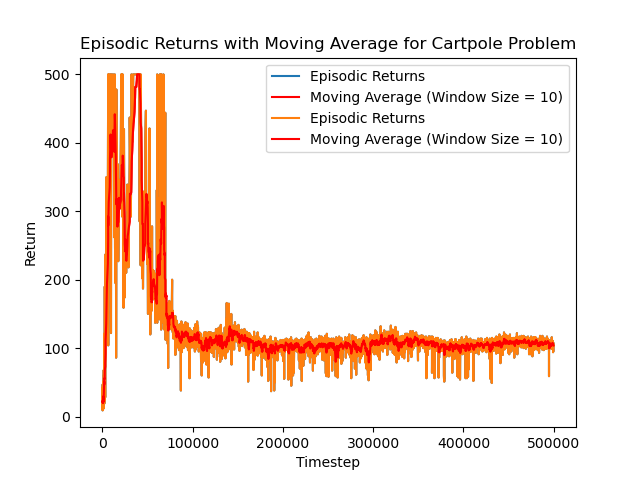 Episodic Returns with Moving Average for Cartpole Problem
500
400
300
200
100
0
Return
Episodic Returns
Moving Average (Window Size = 10)
Episodic Returns
Moving Average (Window Size = 10)
0 100000 200000 300000 400000 500000
Timestep